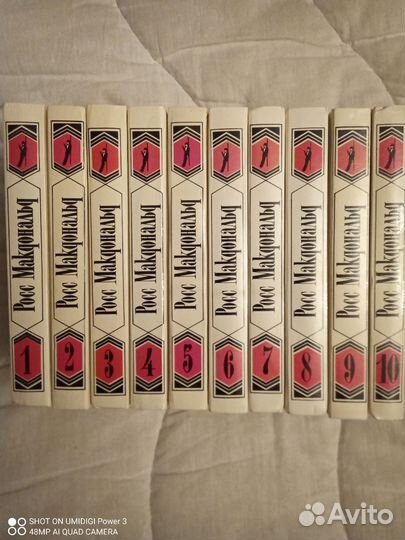 Росс Макдональд
1
Росс Макдональд
2
Росс Макдональд
3
Росс Макдональд
4
Росс Макдональд
5
Росс Макдональд
6
Росс Макдональд
7
Росс Макдональд
8
Росс Макдональд
9
Росс Макдональд
10
SHOT ON UMIDIGI Power 3
48MP AI QUAD CAMERA
Avito